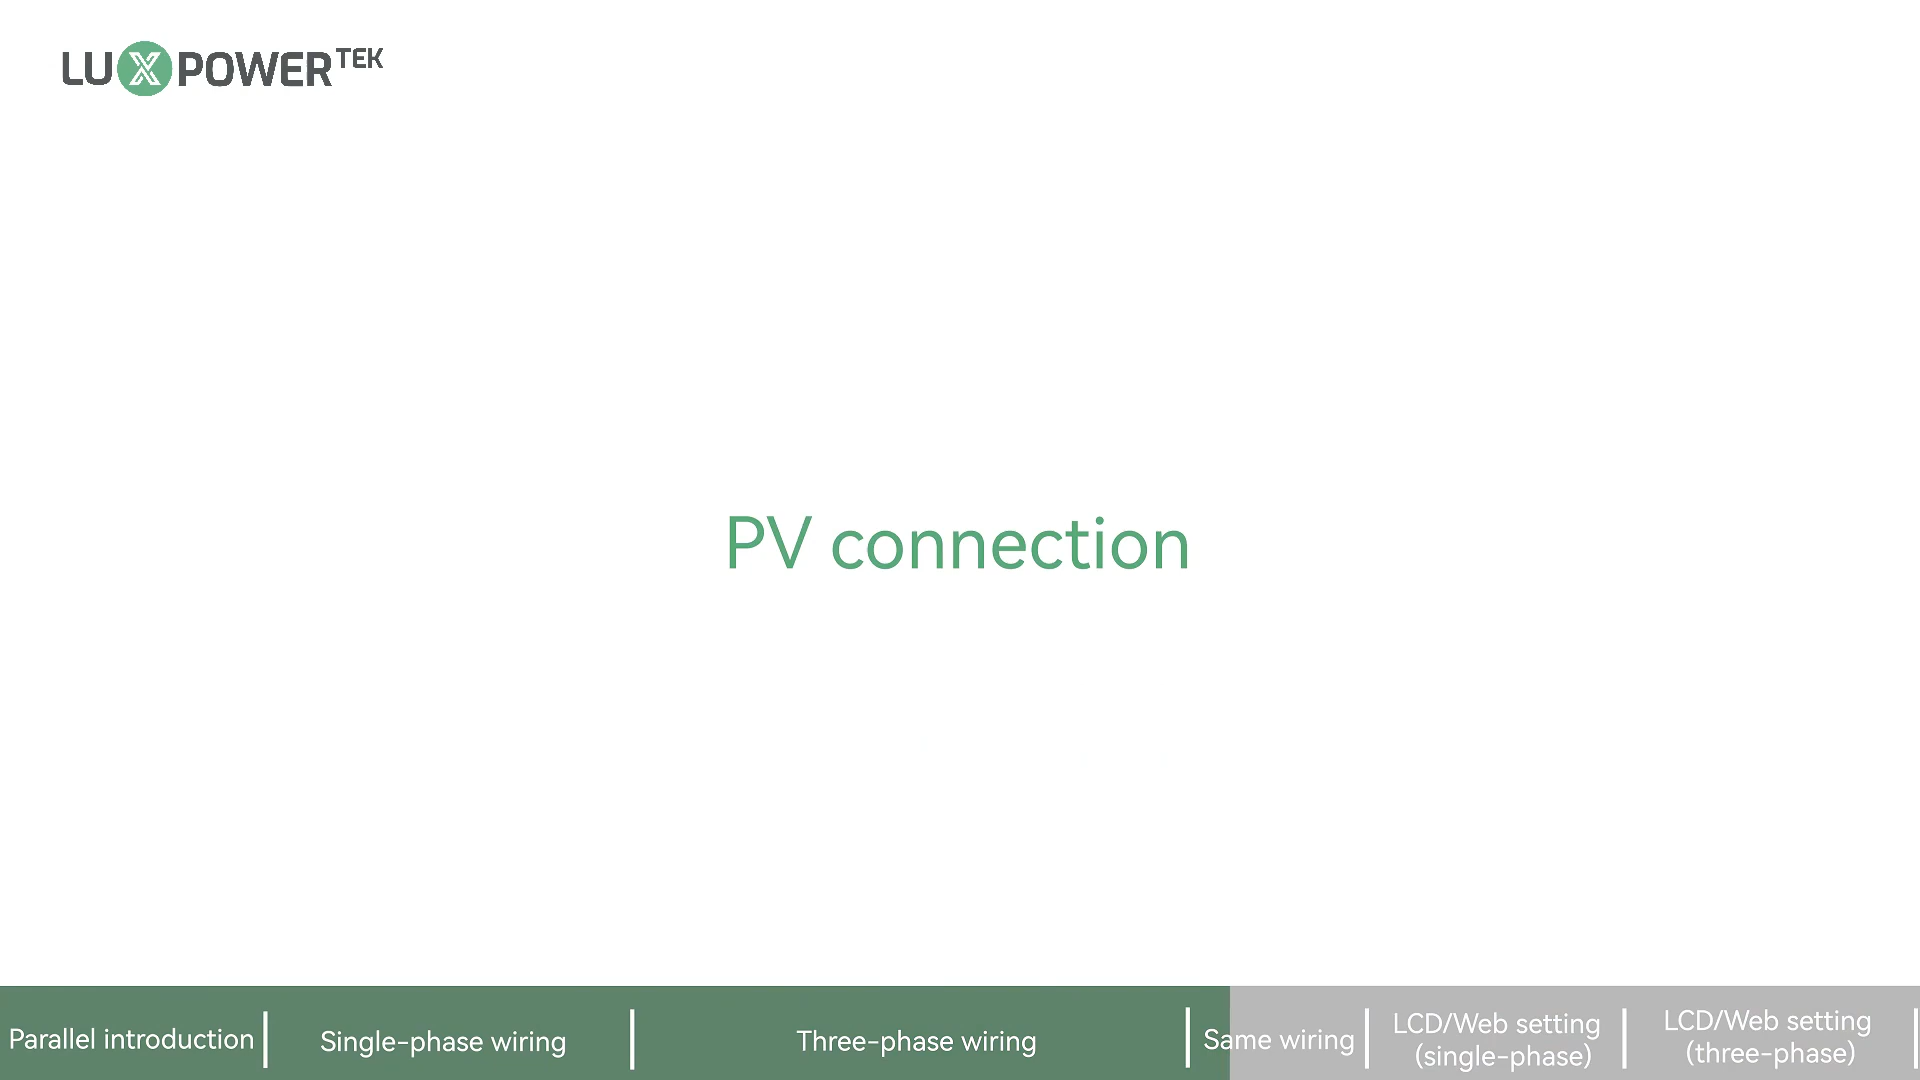 LUXPOWERTEK
PV connection
Parallel introduction
Single-phase wiring
Three-phase wiring
Same wiring
LCD/Web setting
(single-phase)
LCD/Web setting
(three-phase)